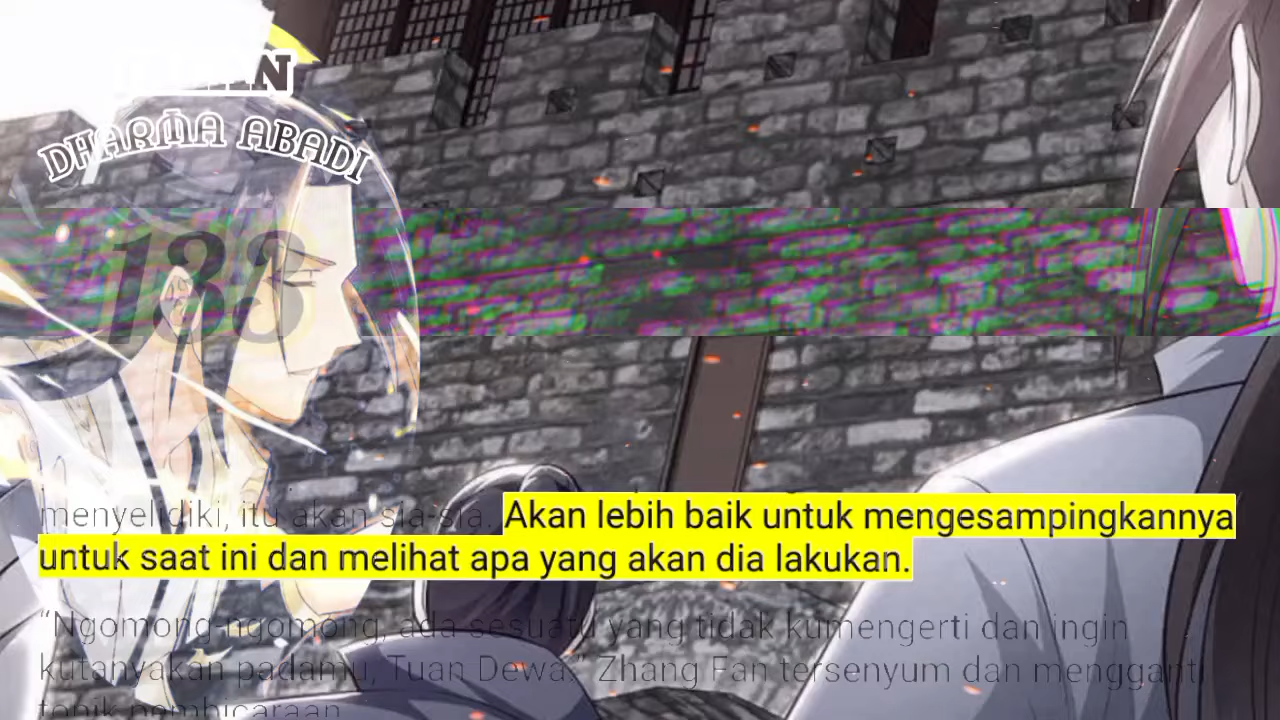 DHARMA ABADI
133
menyelidiki, itu akan sia-sia. Akan lebih baik untuk mengesampingkannya
untuk saat ini dan melihat apa yang akan dia lakukan.
“Ngomong-ngomong, ada sesuatu yang tidak kumengerti dan ingin
kutanyakan padamu, Tuan Dewa.” Zhang Fan tersenyum dan mengganti
topik pembicaraan.